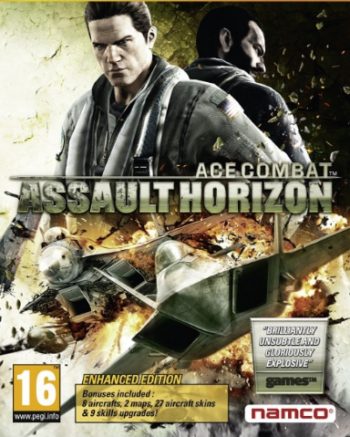 ACE COMBAT™
ASSAULT HORIZON
"BRILLIANTLY
UNSUBTLE AND
GLORIOUSLY
EXPLOSIVE"
games™
16
www.pegi.info
ENHANCED EDITION
Bonuses included :
8 aircrafts, 2 maps, 27 aircraft skins
& 9 skills upgrades!
namco®